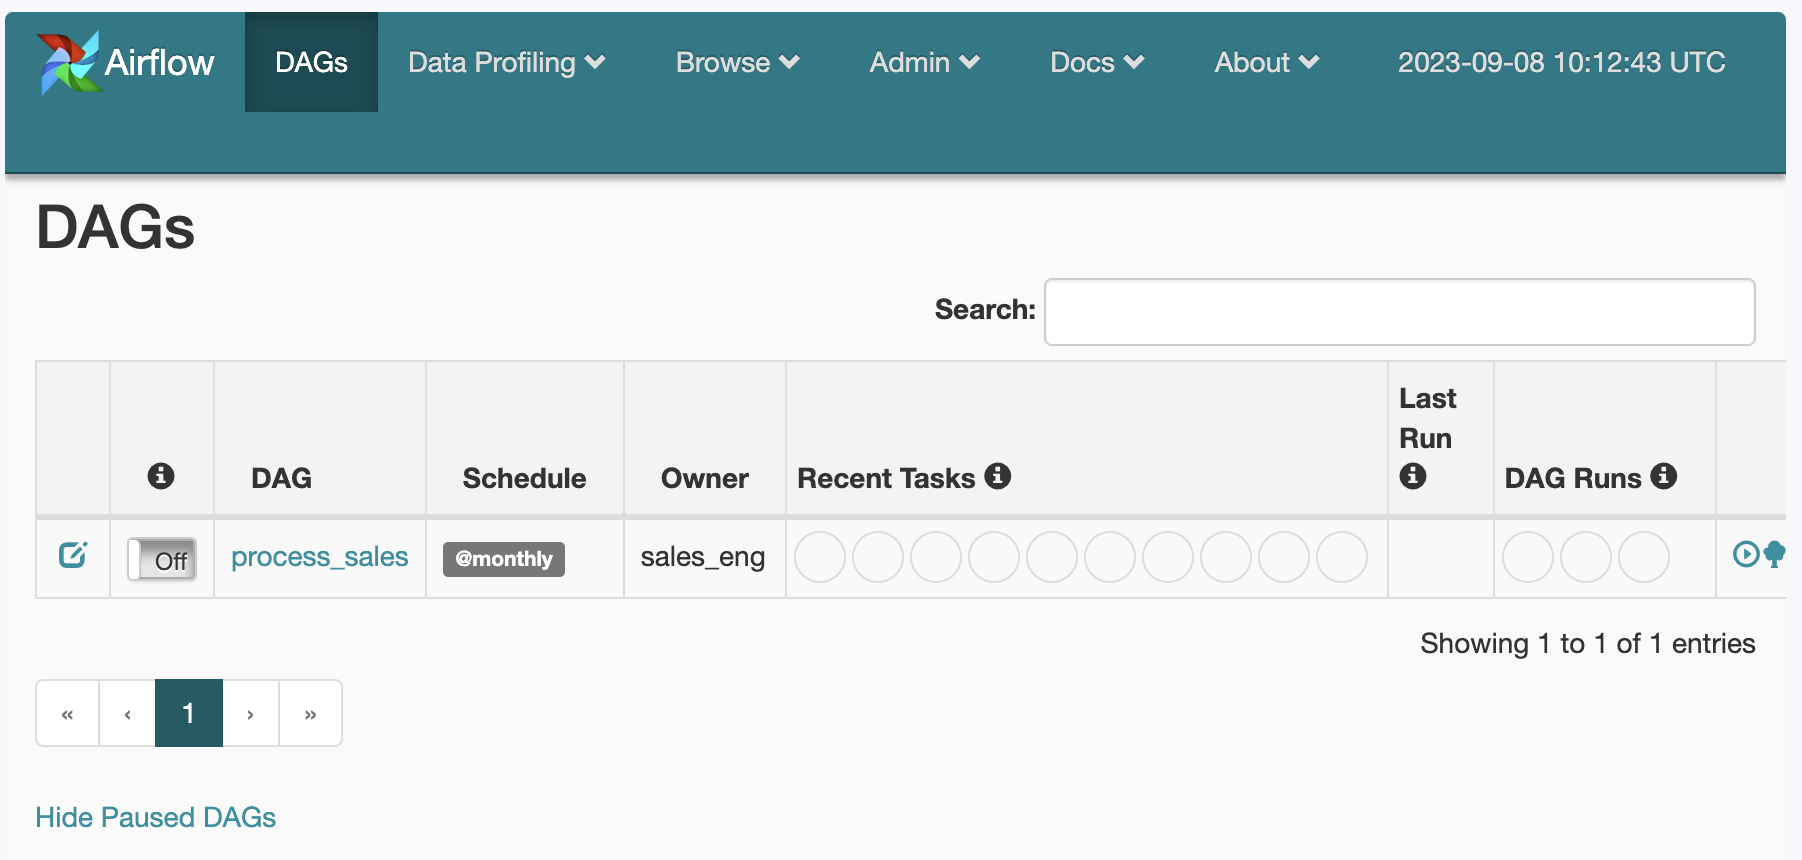 Airflow DAGs Data Profiling Browse Admin Docs About 2023-09-08 10:12:43 UTC
DAGs
Search:
DAG Schedule Owner Recent Tasks Last Run DAG Runs
Off process_sales @monthly sales_eng
Showing 1 to 1 of 1 entries
« ‹ 1 › »
Hide Paused DAGs